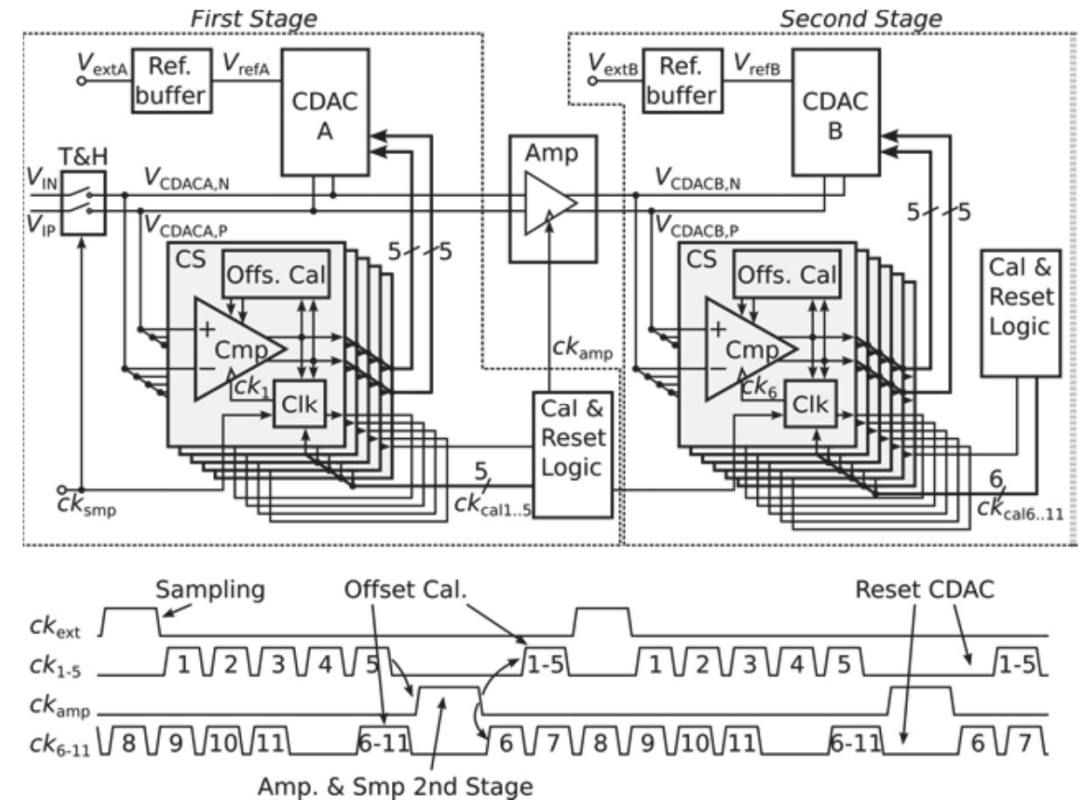 First Stage
Second Stage
VextA
Ref. buffer
VrefA
CDAC A
VextB
Ref. buffer
VrefB
CDAC B
T&H
Amp
VIN
VCDACA,N
VCDACB,N
VIP
VCDACA,P
VCDACB,P
5
5
5
5
CS
Offs. Cal
CS
Offs. Cal
Cal & Reset Logic
+
Cmp
−
+
Cmp
−
ckamp
ck1
Clk
ck6
Clk
Cal & Reset Logic
5
6
cksmp
ckcal1..5
ckcal6..11
Sampling
Offset Cal.
Reset CDAC
ckext
ck1-5
1 2 3 4 5 1-5 1 2 3 4 5 1-5
ckamp
ck6-11
8 9 10 11 6-11 6 7 8 9 10 11 6-11 6 7
Amp. & Smp 2nd Stage